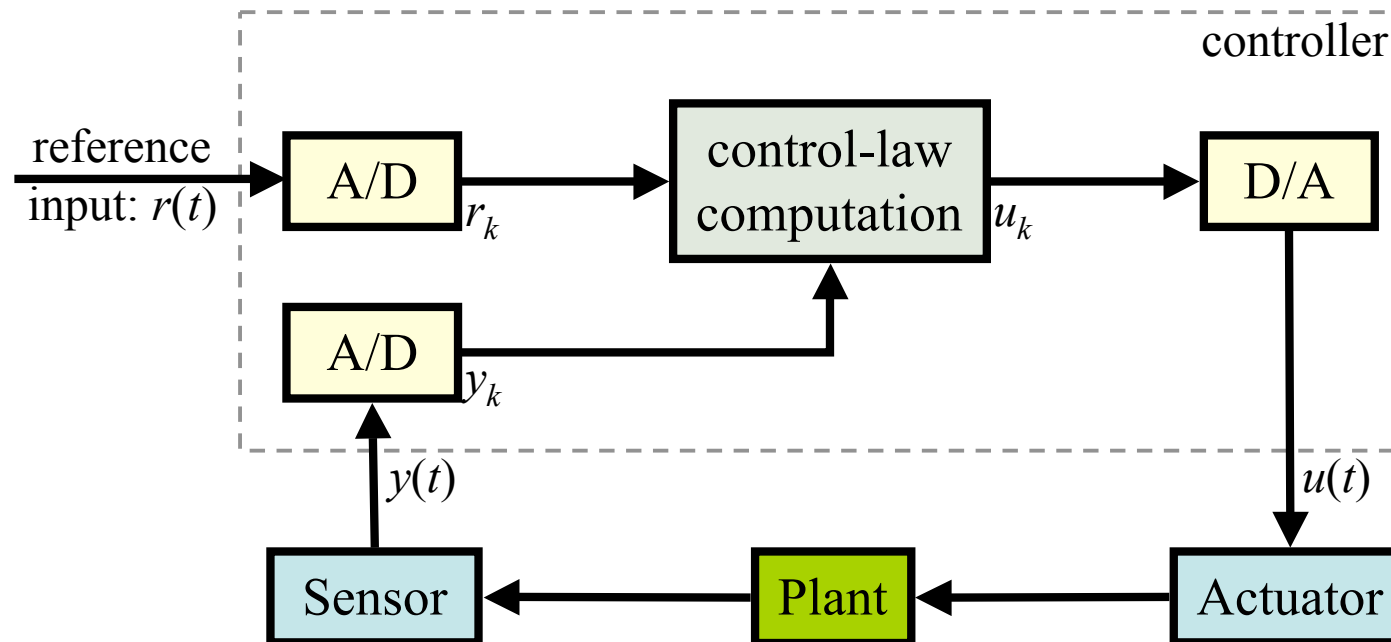 controller
reference
input: r(t)
A/D
r_k
control-law
computation
u_k
D/A
A/D
y_k
y(t)
u(t)
Sensor
Plant
Actuator